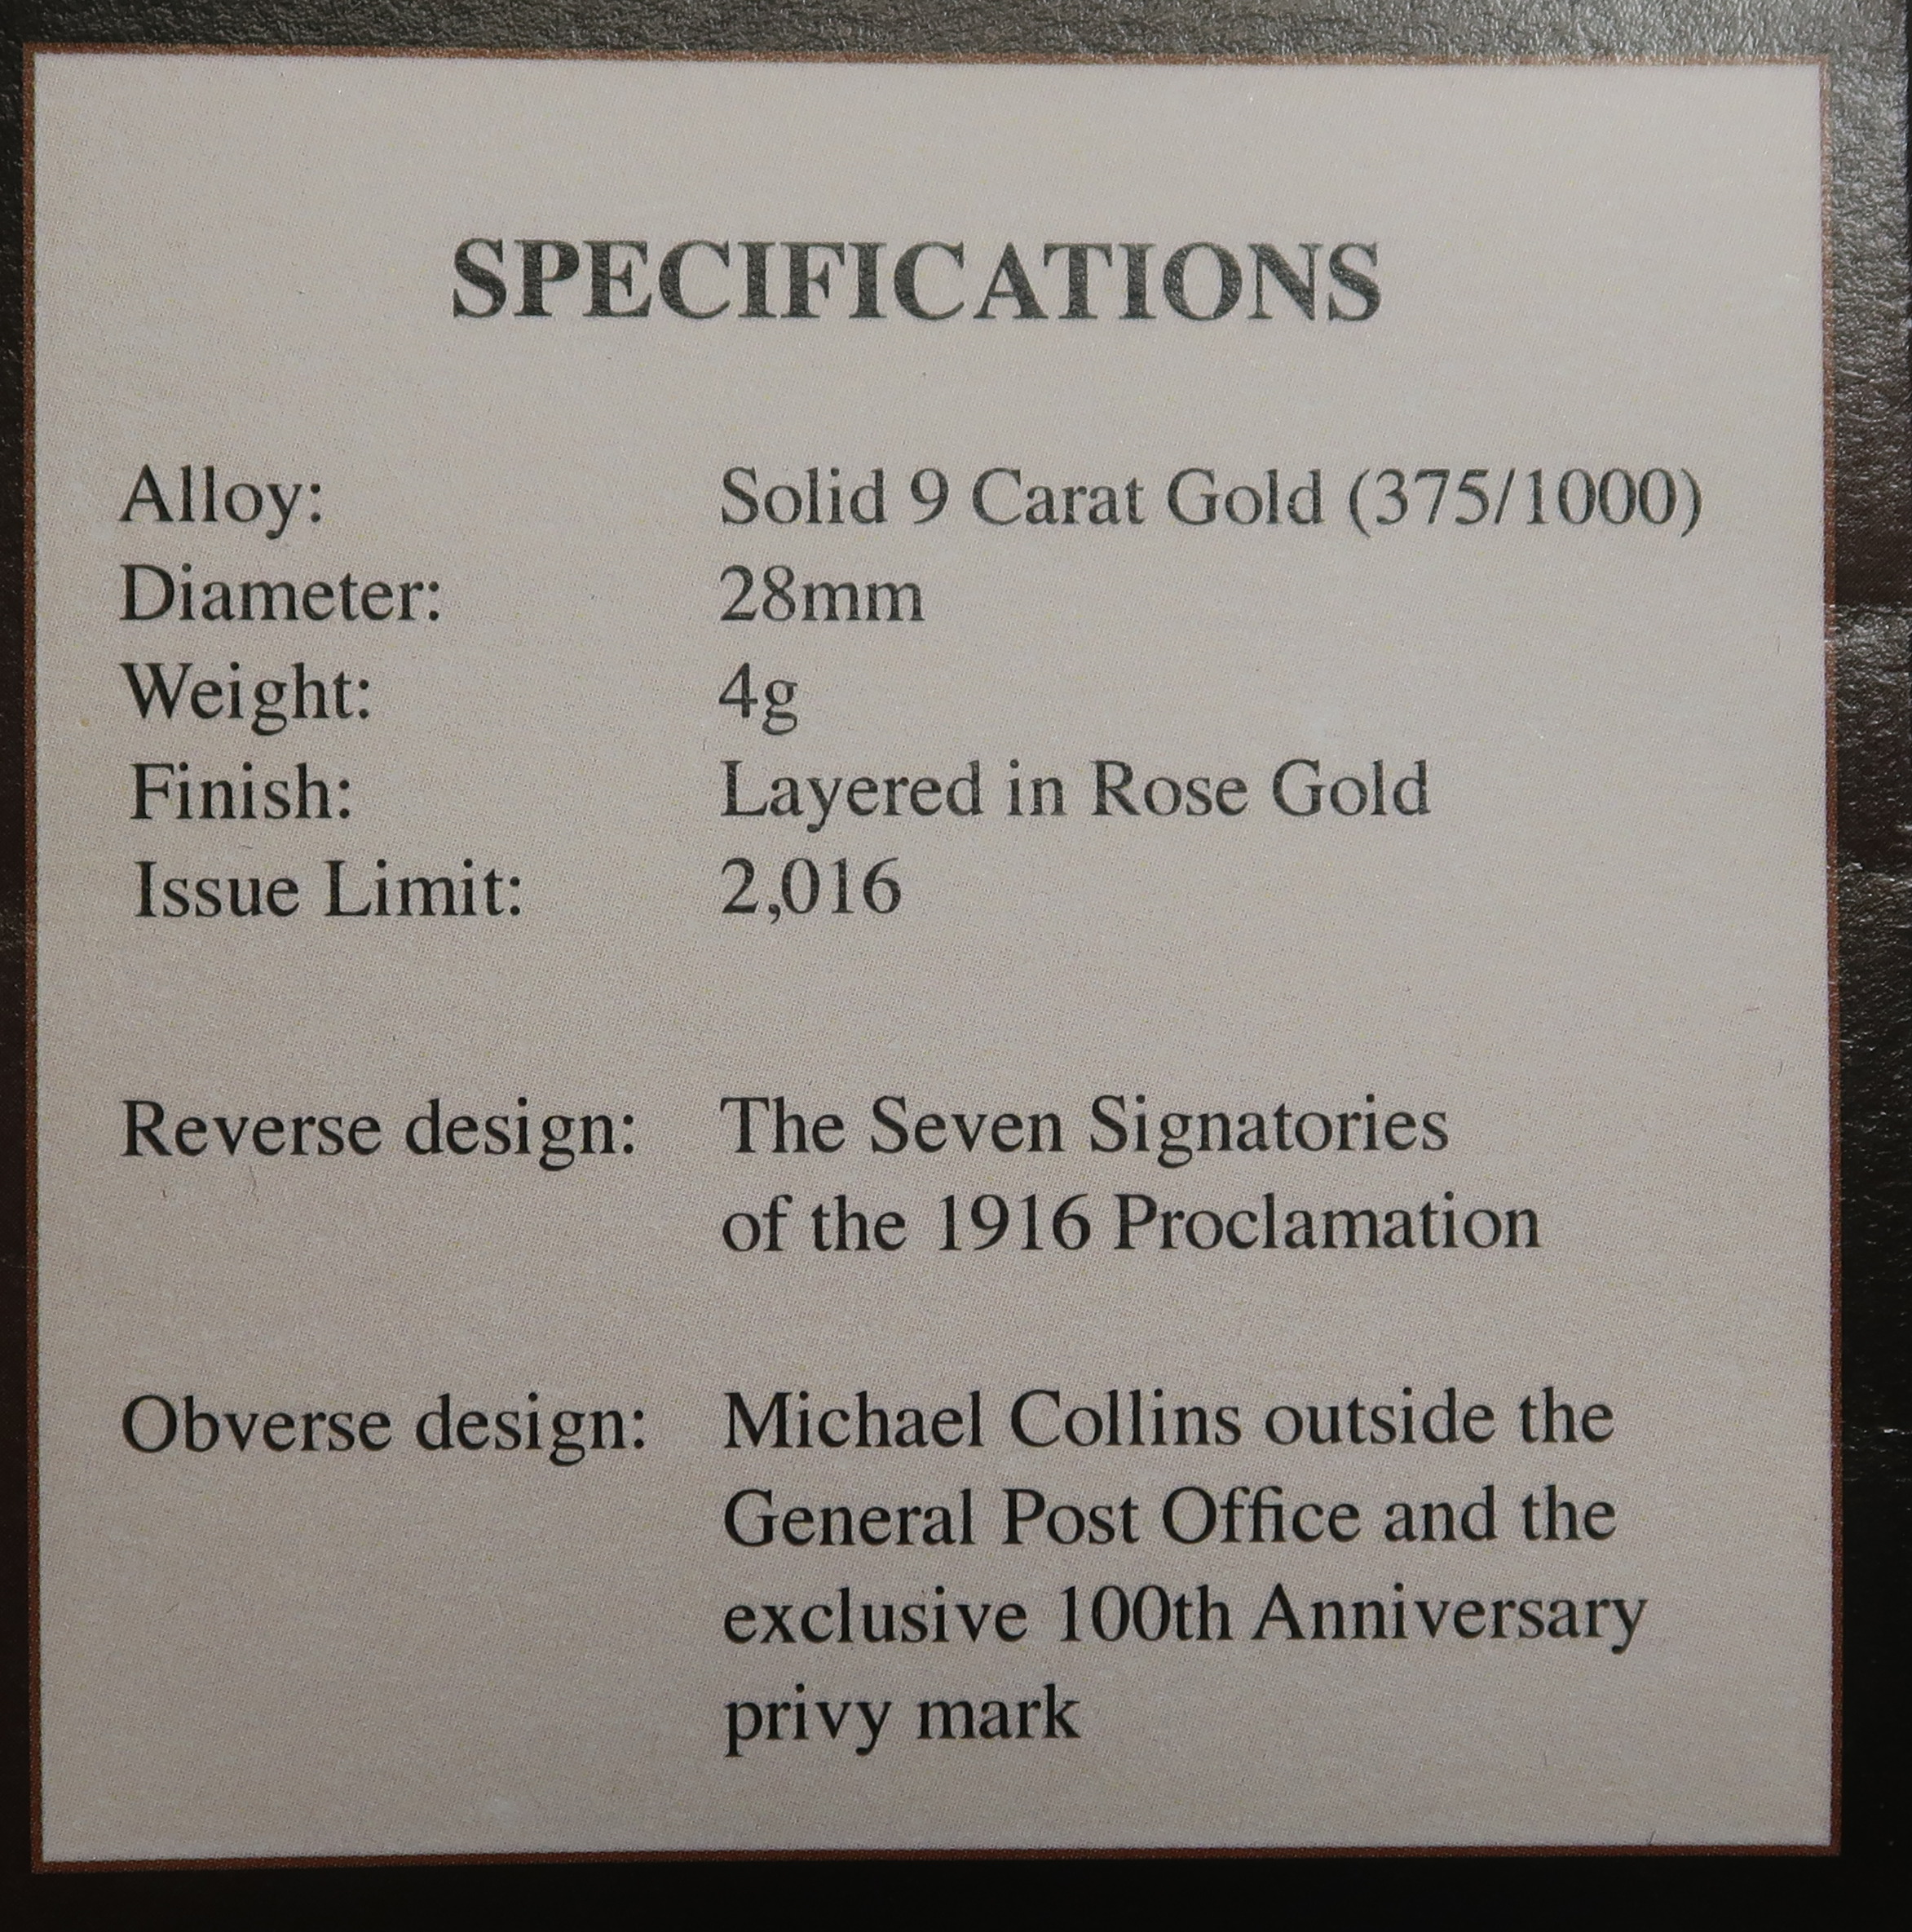 SPECIFICATIONS
Alloy: Solid 9 Carat Gold (375/1000)
Diameter: 28mm
Weight: 4g
Finish: Layered in Rose Gold
Issue Limit: 2,016
Reverse design: The Seven Signatories
of the 1916 Proclamation
Obverse design: Michael Collins outside the
General Post Office and the
exclusive 100th Anniversary
privy mark